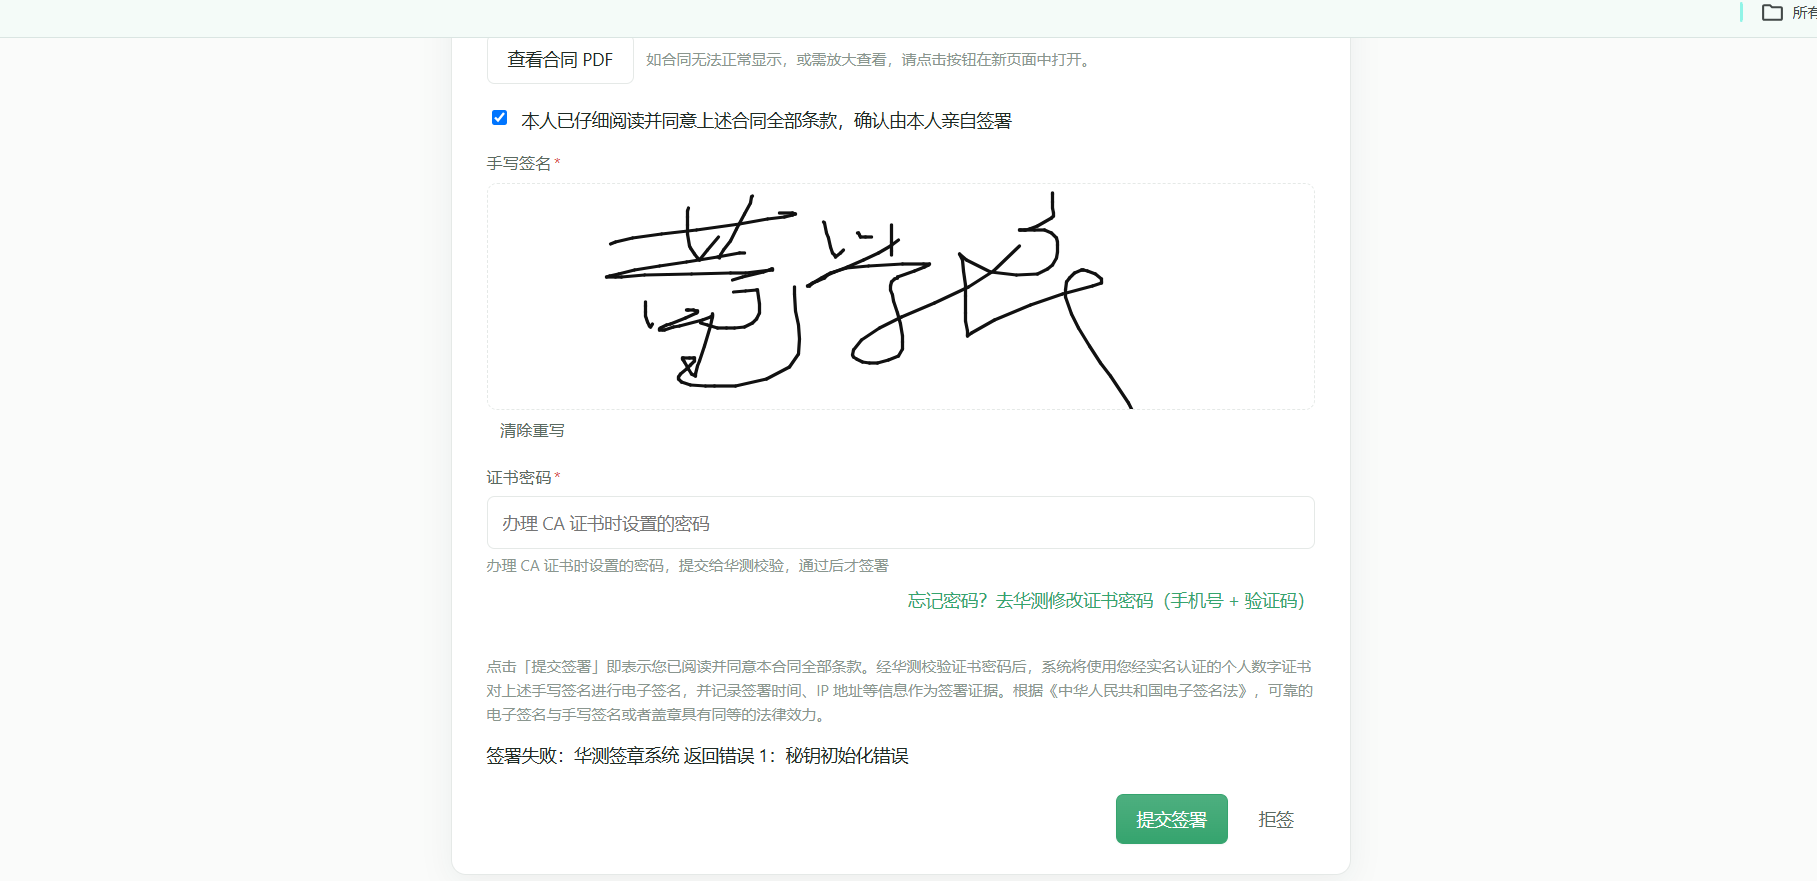 所有
查看合同 PDF
如合同无法正常显示，或需放大查看，请点击按钮在新页面中打开。
本人已仔细阅读并同意上述合同全部条款，确认由本人亲自签署
手写签名*
清除重写
证书密码*
办理 CA 证书时设置的密码
办理 CA 证书时设置的密码，提交给华测校验，通过后才签署
忘记密码？去华测修改证书密码（手机号 + 验证码）
点击「提交签署」即表示您已阅读并同意本合同全部条款。经华测校验证书密码后，系统将使用您经实名认证的个人数字证书
对上述手写签名进行电子签名，并记录签署时间、IP 地址等信息作为签署证据。根据《中华人民共和国电子签名法》，可靠的
电子签名与手写签名或者盖章具有同等的法律效力。
签署失败：华测签章系统 返回错误 1：秘钥初始化错误
提交签署
拒签